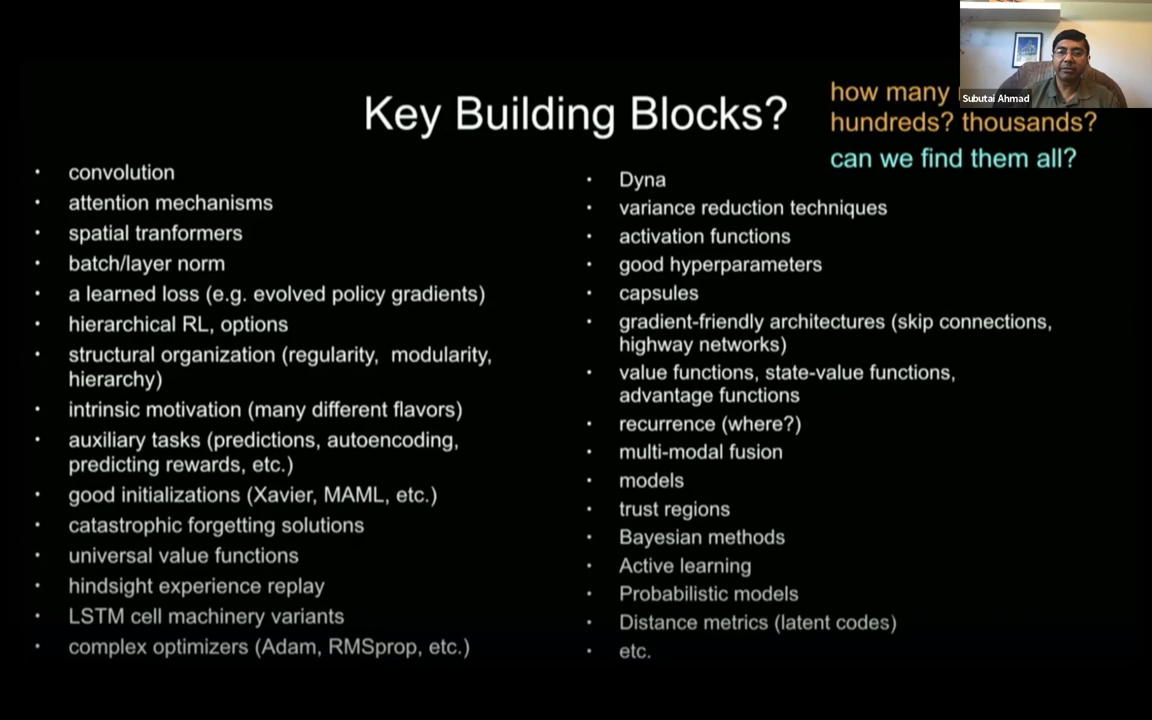 Key Building Blocks?
how many
hundreds? thousands?
can we find them all?
Subutai Ahmad
• convolution
• attention mechanisms
• spatial tranformers
• batch/layer norm
• a learned loss (e.g. evolved policy gradients)
• hierarchical RL, options
• structural organization (regularity, modularity,
hierarchy)
• intrinsic motivation (many different flavors)
• auxiliary tasks (predictions, autoencoding,
predicting rewards, etc.)
• good initializations (Xavier, MAML, etc.)
• catastrophic forgetting solutions
• universal value functions
• hindsight experience replay
• LSTM cell machinery variants
• complex optimizers (Adam, RMSprop, etc.)
• Dyna
• variance reduction techniques
• activation functions
• good hyperparameters
• capsules
• gradient-friendly architectures (skip connections,
highway networks)
• value functions, state-value functions,
advantage functions
• recurrence (where?)
• multi-modal fusion
• models
• trust regions
• Bayesian methods
• Active learning
• Probabilistic models
• Distance metrics (latent codes)
• etc.